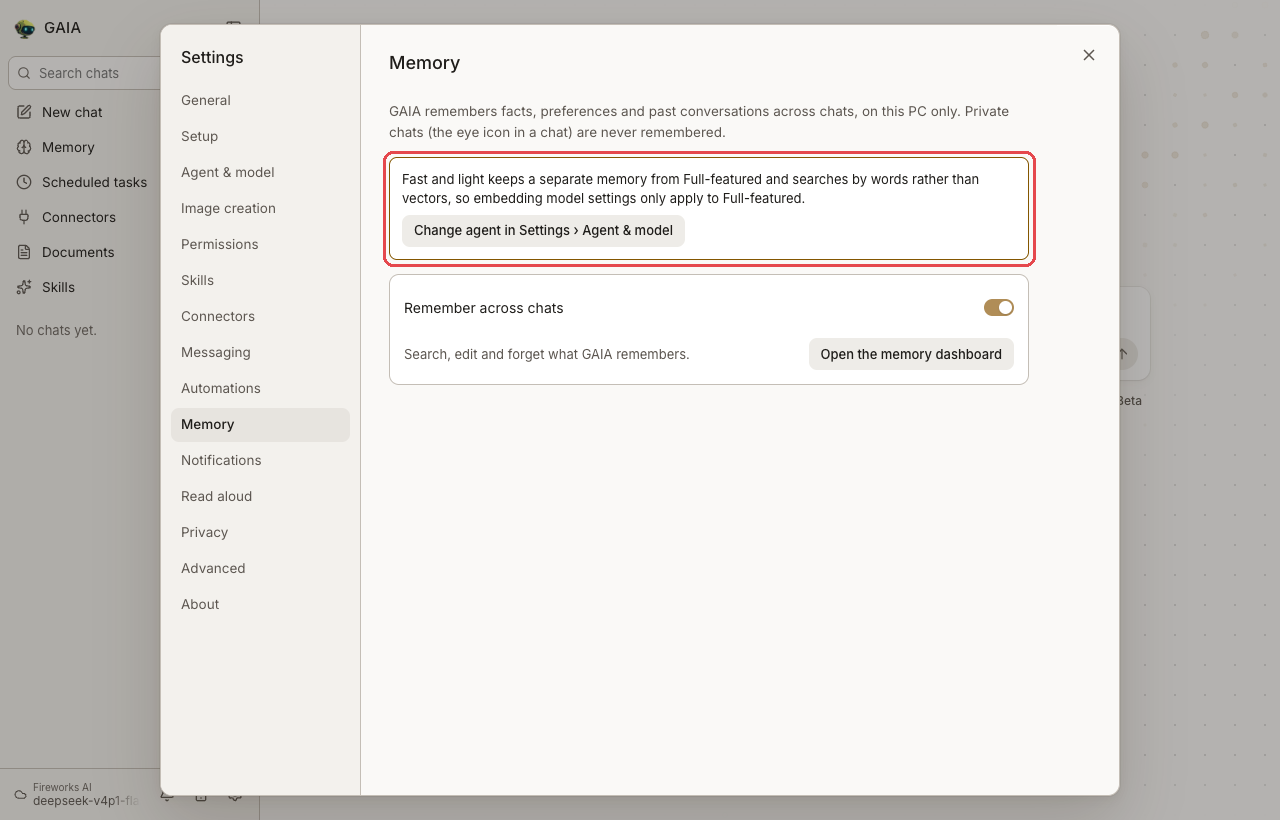 GAIA
Search chats
New chat
Memory
Scheduled tasks
Connectors
Documents
Skills
No chats yet.
Fireworks AI
deepseek-v4p1-fla
Settings
General
Setup
Agent & model
Image creation
Permissions
Skills
Connectors
Messaging
Automations
Memory
Notifications
Read aloud
Privacy
Advanced
About
Memory
GAIA remembers facts, preferences and past conversations across chats, on this PC only. Private
chats (the eye icon in a chat) are never remembered.
Fast and light keeps a separate memory from Full-featured and searches by words rather than
vectors, so embedding model settings only apply to Full-featured.
Change agent in Settings › Agent & model
Remember across chats
Search, edit and forget what GAIA remembers.
Open the memory dashboard
Beta